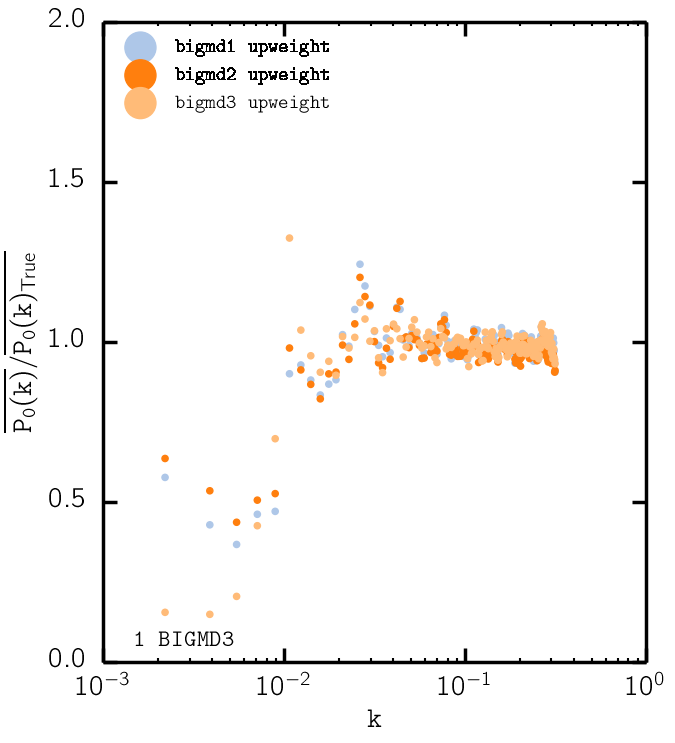 2.0
1.5
1.0
0.5
0.0
bigmd1 upweight
bigmd2 upweight
bigmd3 upweight
P₀(k)/P₀(k)True
1 BIGMD3
10⁻³ 10⁻² 10⁻¹ 10⁰
k